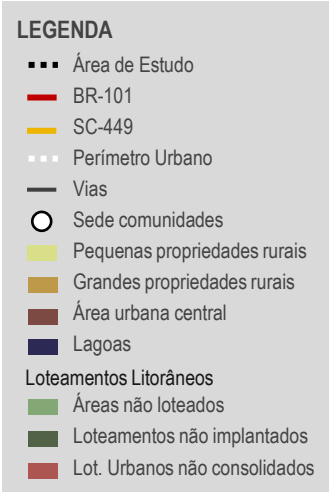 LEGENDA
Área de Estudo
BR-101
SC-449
Perímetro Urbano
Vias
Sede comunidades
Pequenas propriedades rurais
Grandes propriedades rurais
Área urbana central
Lagoas
Loteamentos Litorâneos
Áreas não loteados
Loteamentos não implantados
Lot. Urbanos não consolidados